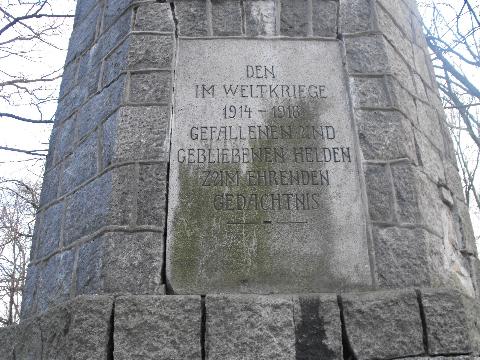 DEN
IM WELTKRIEGE
1914-1918
GEFALLENEN UND
GEBLIEBENEN HELDEN
ZUM EHRENDEN
GEDÄCHTNIS